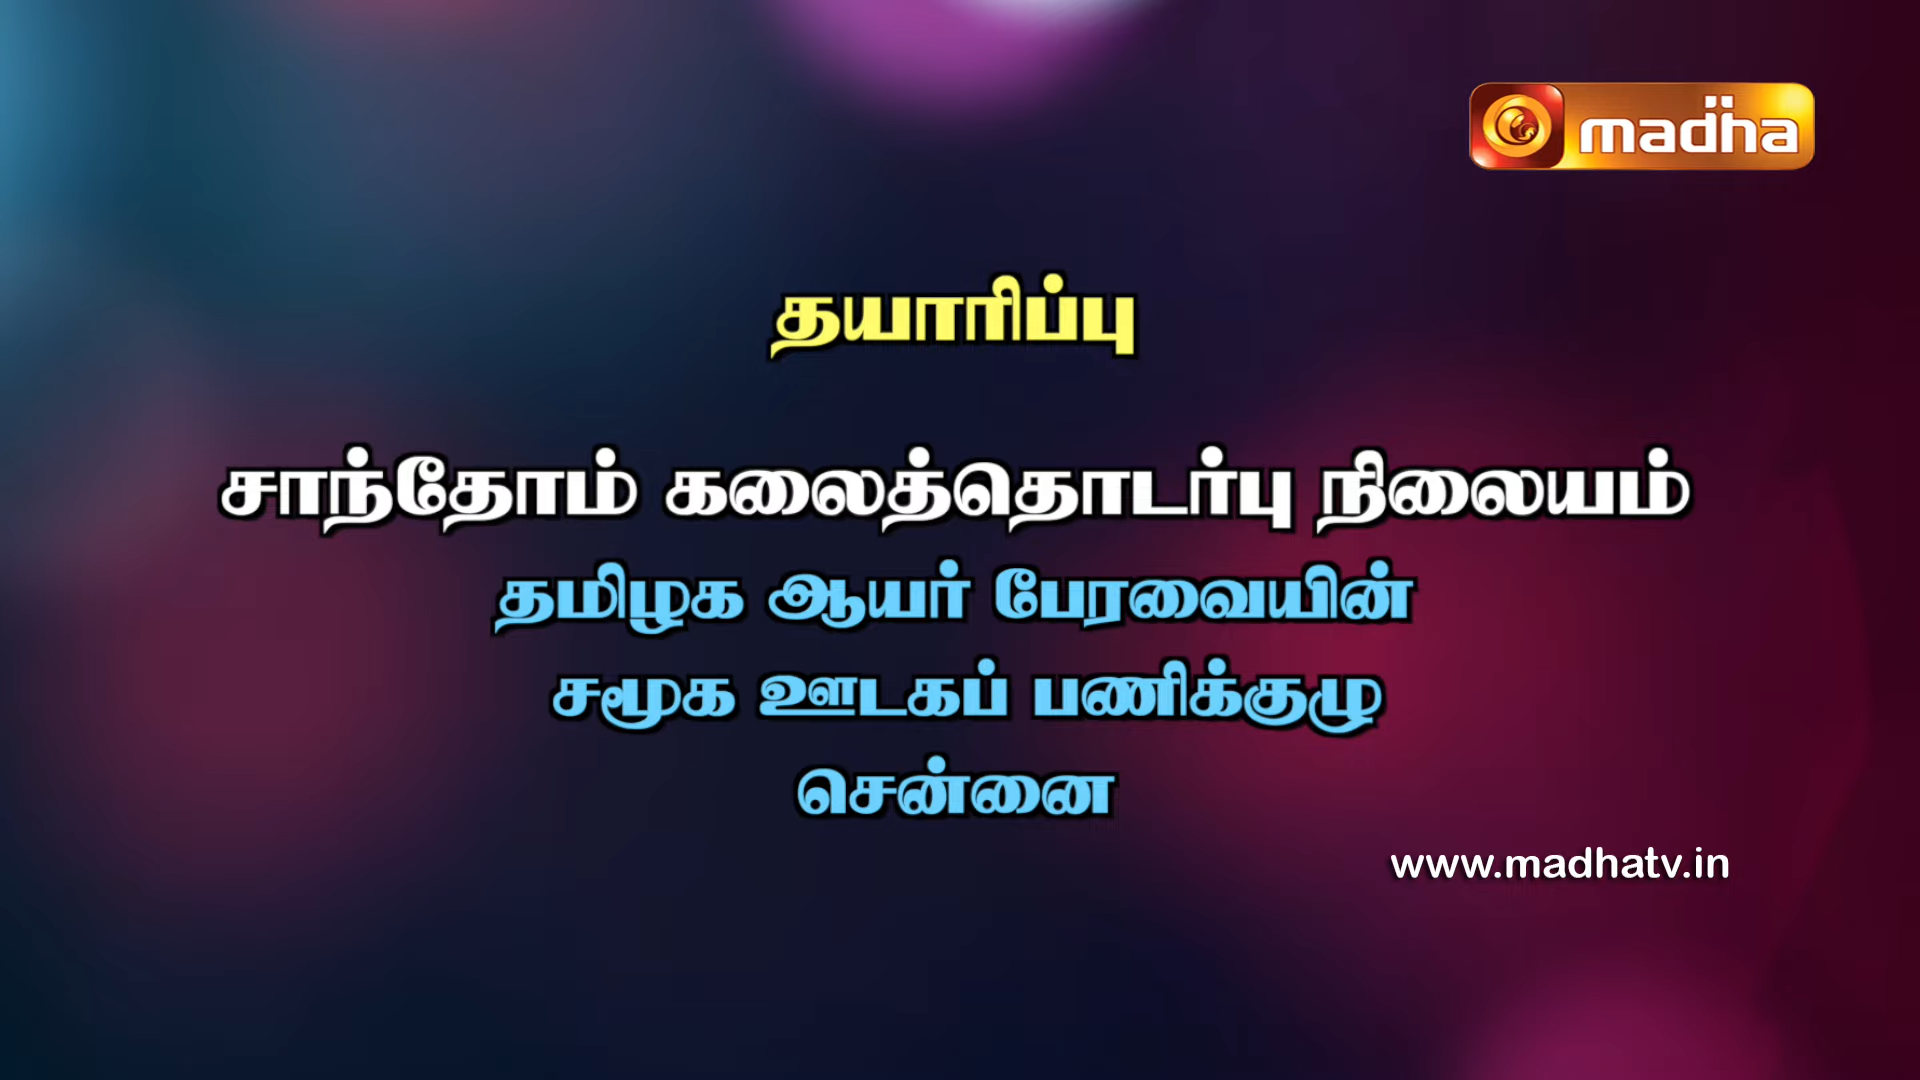 madha
தயாரிப்பு
சாந்தோம் கலைத்தொடர்பு நிலையம்
தமிழக ஆயர் பேரவையின்
சமூக ஊடகப் பணிக்குழு
சென்னை
www.madhatv.in